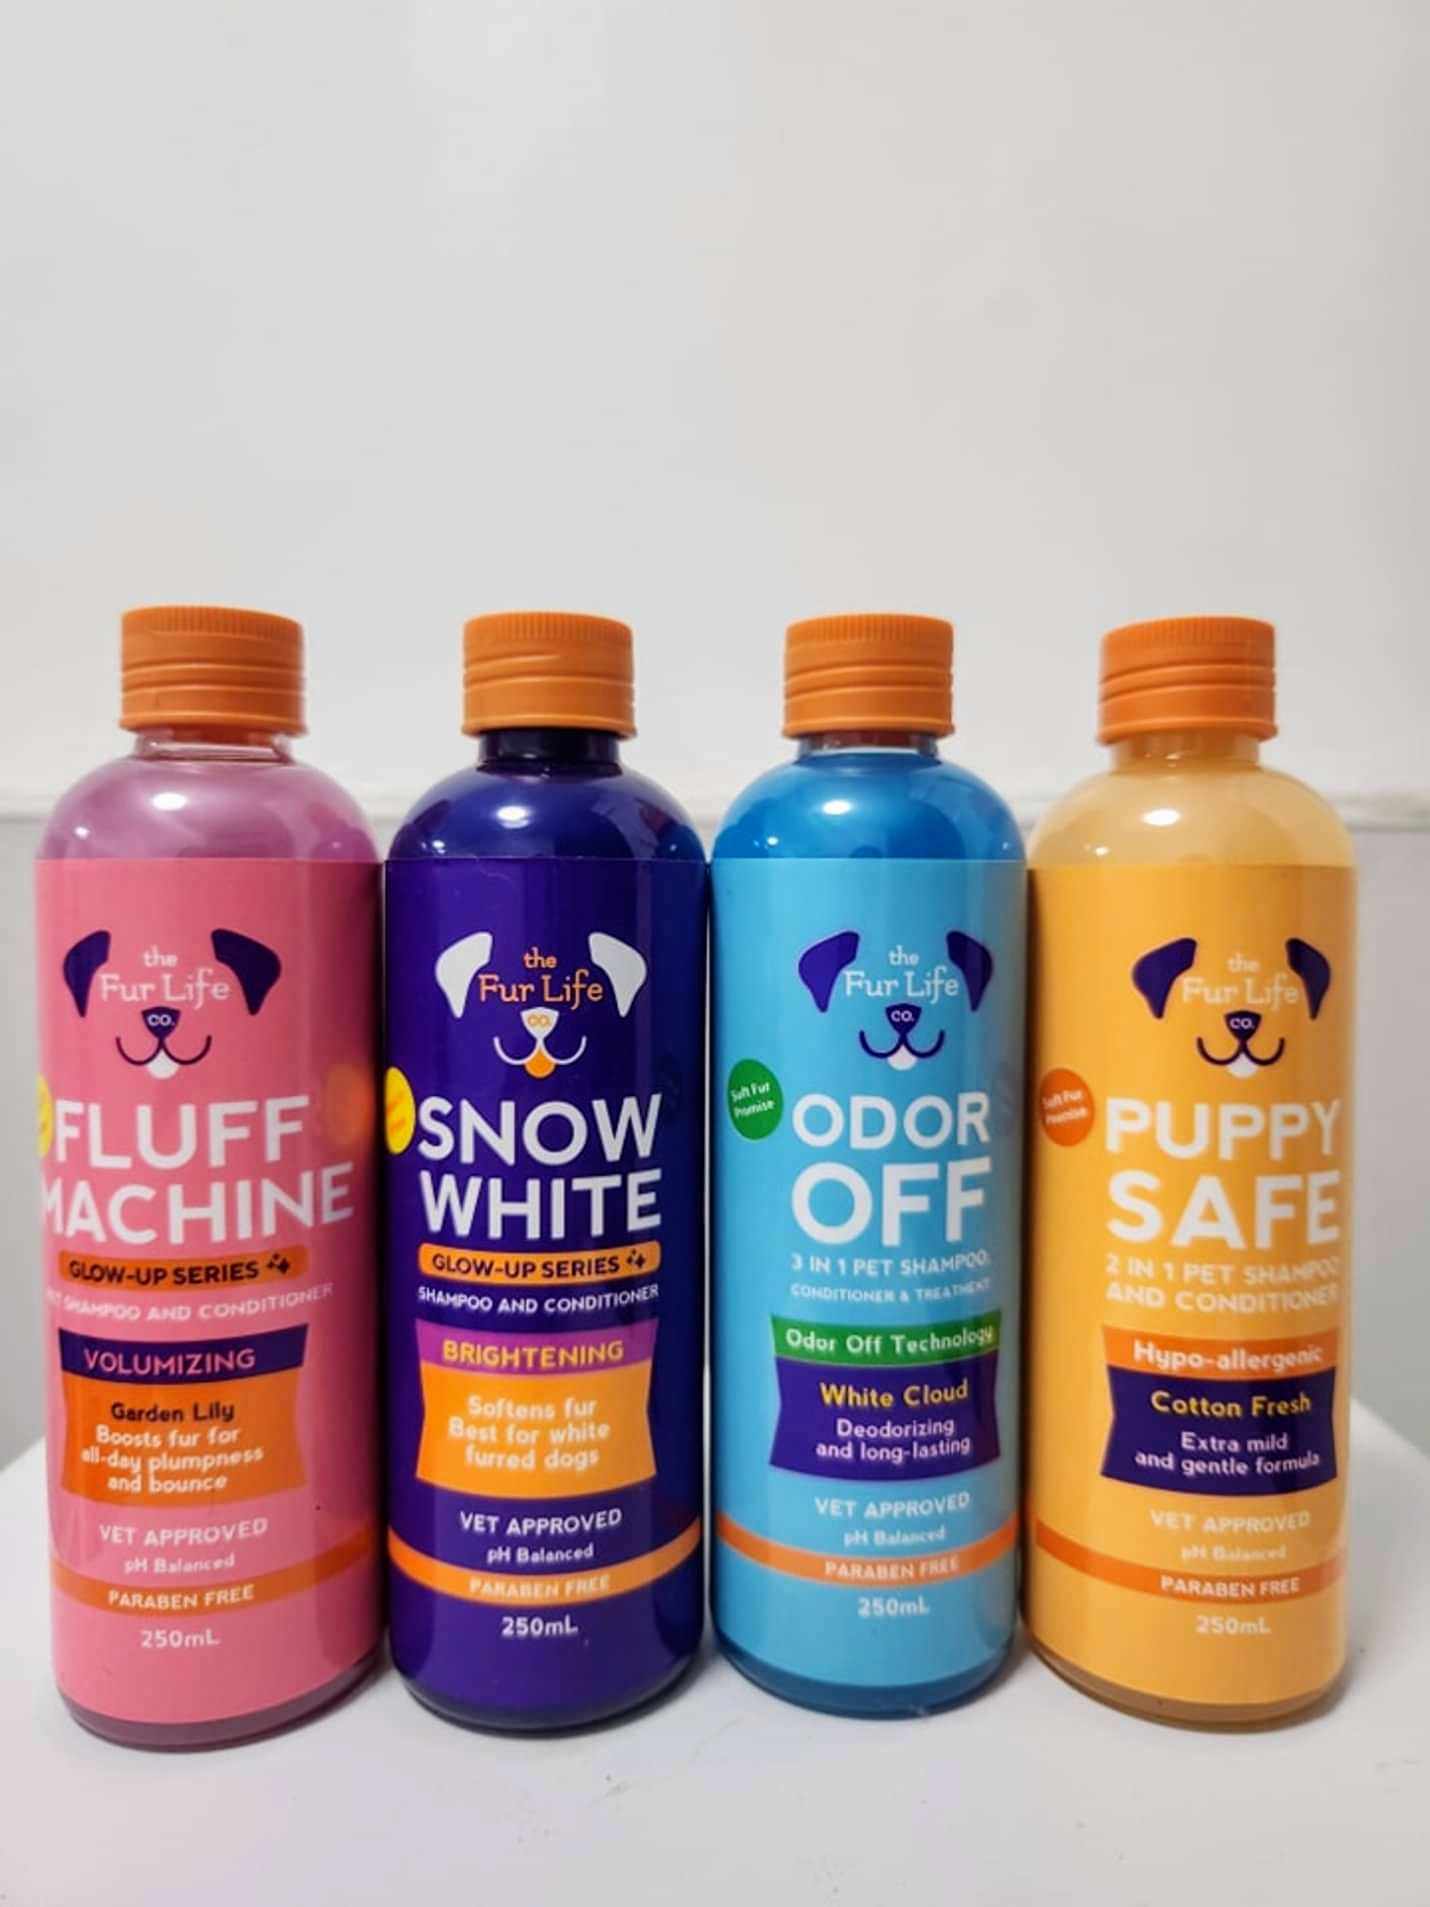 the
Fur Life
CO.
FLUFF
MACHINE
GLOW-UP SERIES
SHAMPOO AND CONDITIONER
VOLUMIZING
Garden Lily
Boosts fur for
all-day plumpness
and bounce
VET APPROVED
pH Balanced
PARABEN FREE
250mL
the
Fur Life
CO.
SNOW
WHITE
GLOW-UP SERIES
SHAMPOO AND CONDITIONER
BRIGHTENING
Softens fur
Best for white
furred dogs
VET APPROVED
pH Balanced
PARABEN FREE
250mL
the
Fur Life
CO.
Soft Fur
Promise
ODOR
OFF
3 IN 1 PET SHAMPOO,
CONDITIONER & TREATMENT
Odor Off Technology
White Cloud
Deodorizing
and long-lasting
VET APPROVED
pH Balanced
PARABEN FREE
250mL
the
Fur Life
CO.
Soft Fur
Promise
PUPPY
SAFE
2 IN 1 PET SHAMPOO
AND CONDITIONER
Hypo-allergenic
Cotton Fresh
Extra mild
and gentle formula
VET APPROVED
pH Balanced
PARABEN FREE
250mL